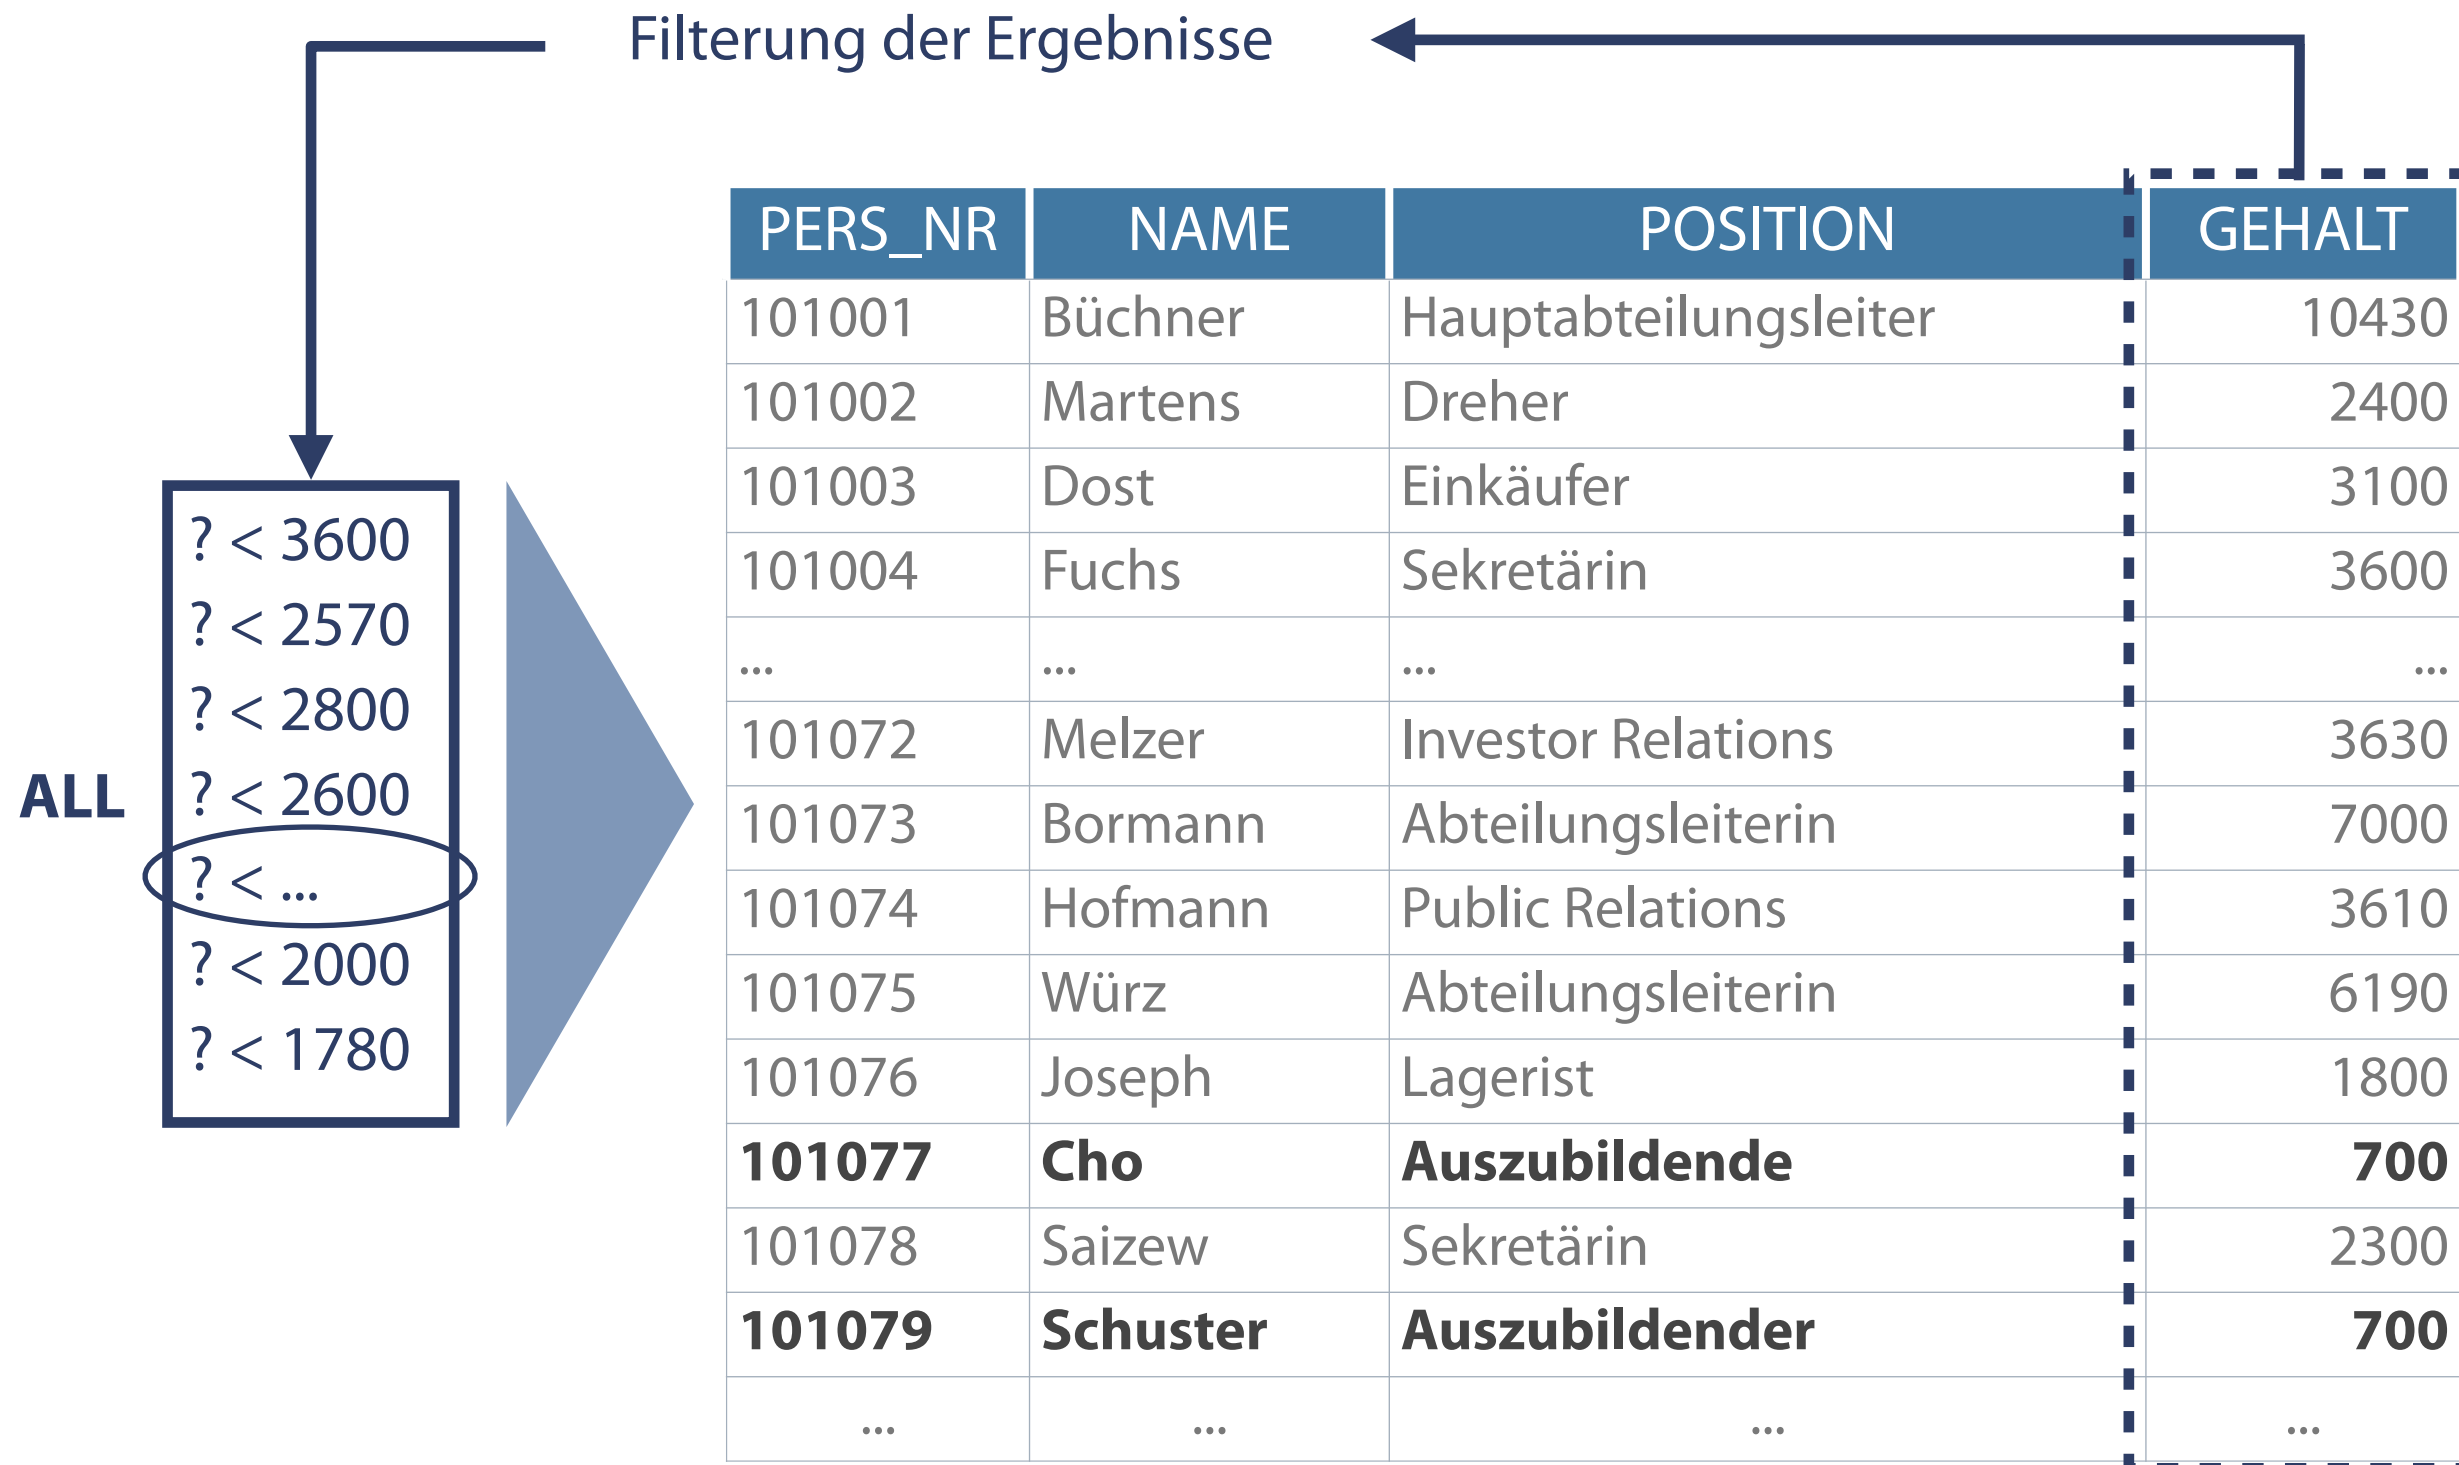 Filterung der Ergebnisse
ALL
? < 3600
? < 2570
? < 2800
? < 2600
? < ...
? < 2000
? < 1780
PERS_NR NAME POSITION GEHALT
101001 Büchner Hauptabteilungsleiter 10430
101002 Martens Dreher 2400
101003 Dost Einkäufer 3100
101004 Fuchs Sekretärin 3600
... ... ... ...
101072 Melzer Investor Relations 3630
101073 Bormann Abteilungsleiterin 7000
101074 Hofmann Public Relations 3610
101075 Würz Abteilungsleiterin 6190
101076 Joseph Lagerist 1800
101077 Cho Auszubildende 700
101078 Saizew Sekretärin 2300
101079 Schuster Auszubildender 700
... ... ... ...